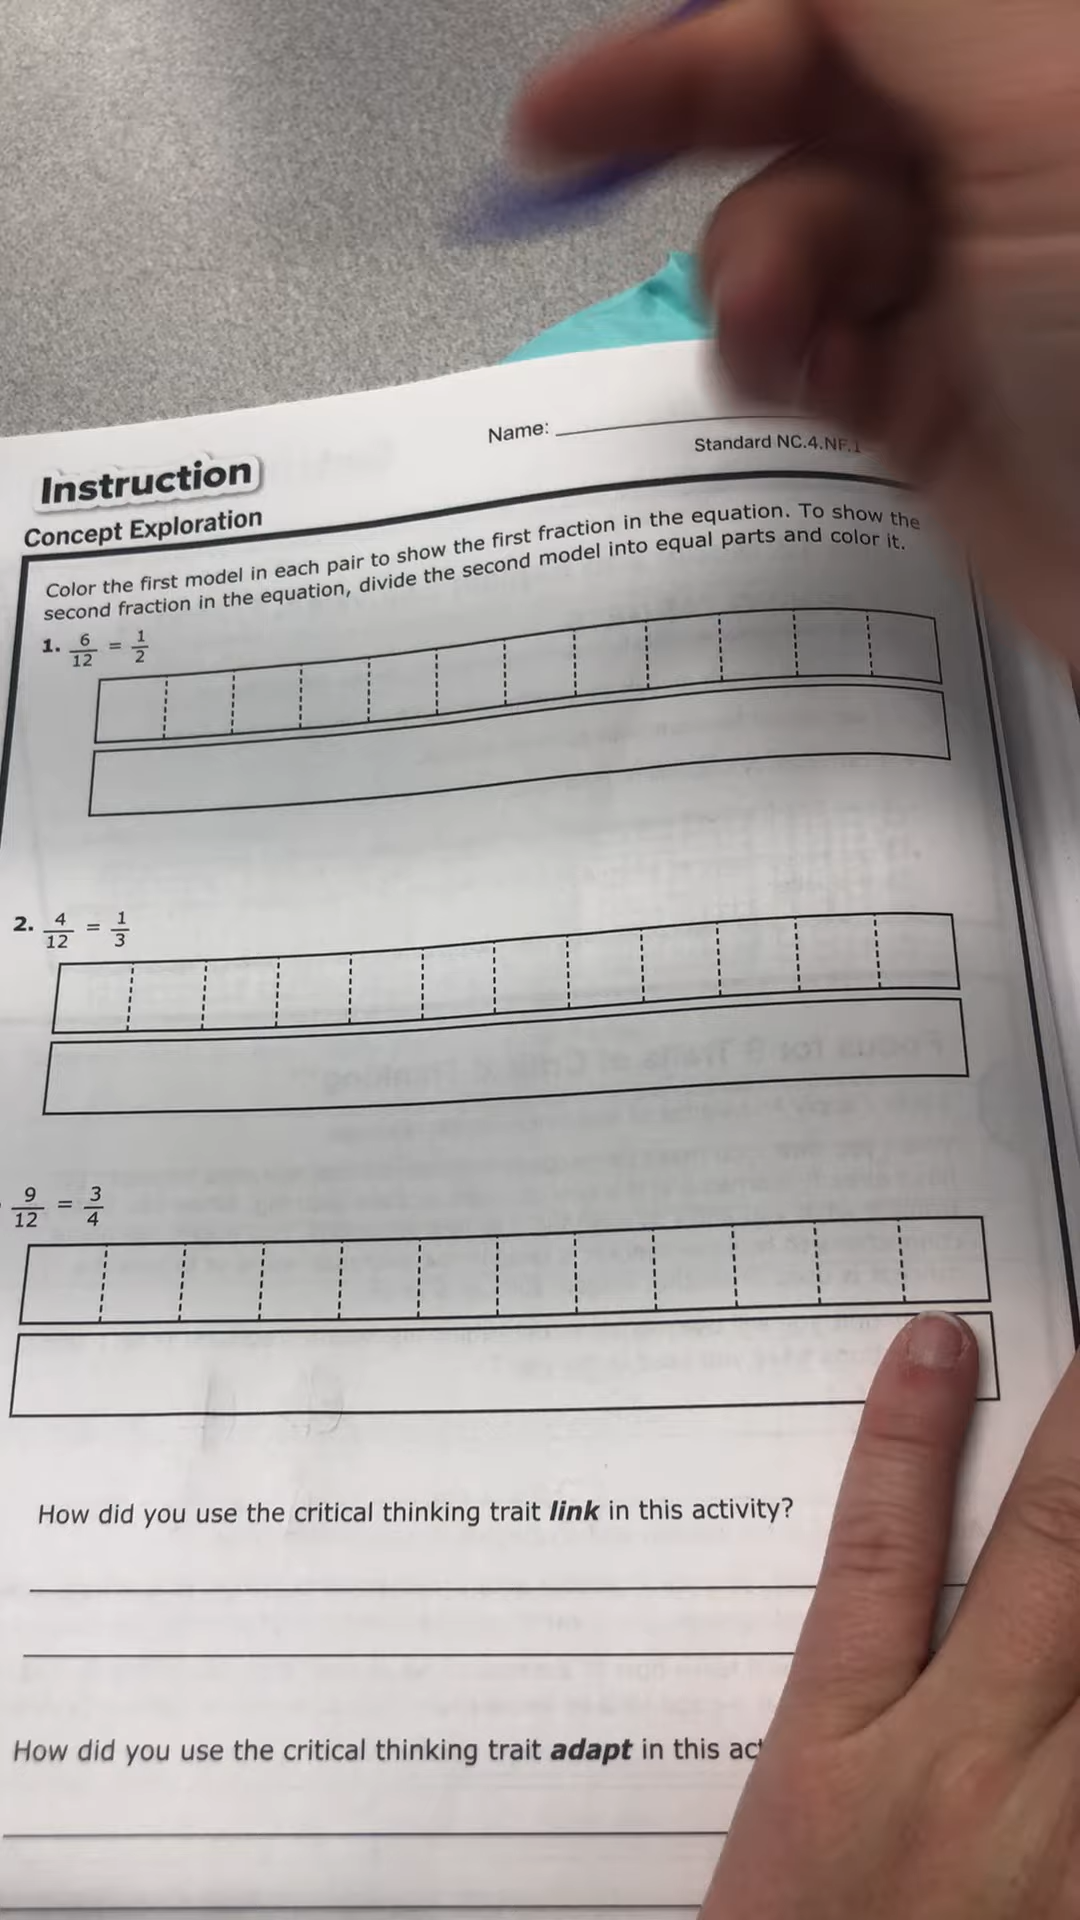 Name:
Standard NC.4.NF.1
Instruction
Concept Exploration
Color the first model in each pair to show the first fraction in the equation. To show the
second fraction in the equation, divide the second model into equal parts and color it.
1. 6/12 = 1/2
2. 4/12 = 1/3
9/12 = 3/4
How did you use the critical thinking trait link in this activity?
How did you use the critical thinking trait adapt in this